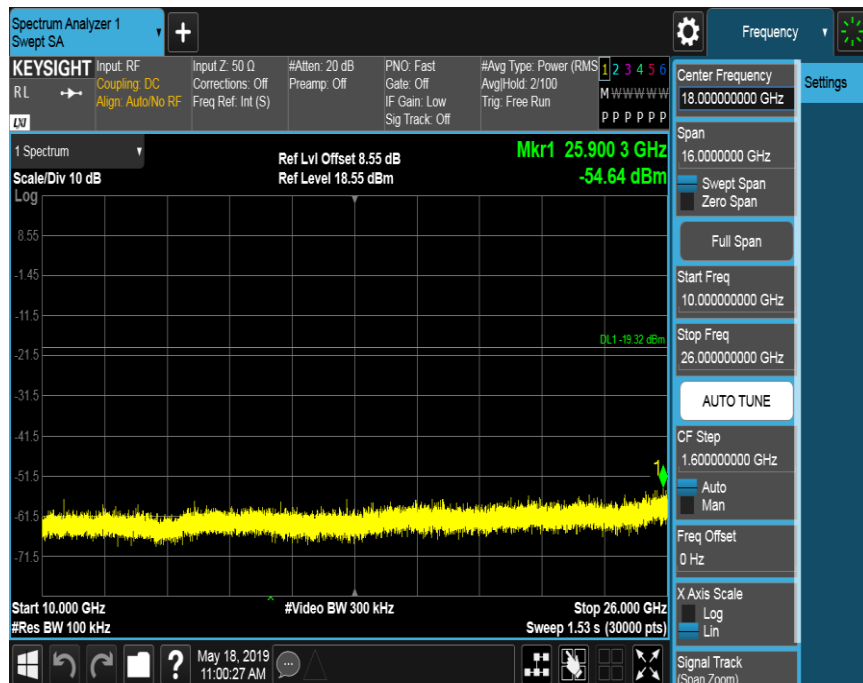 Spectrum Analyzer 1
Swept SA
+
Frequency
KEYSIGHT
RL
LXI
Input: RF
Coupling: DC
Align: Auto/No RF
Input Z: 50 Ω
Corrections: Off
Freq Ref: Int (S)
#Atten: 20 dB
Preamp: Off
PNO: Fast
Gate: Off
IF Gain: Low
Sig Track: Off
#Avg Type: Power (RMS
Avg|Hold: 2/100
Trig: Free Run
1 2 3 4 5 6
M W W W W W
P P P P P P
1 Spectrum
Scale/Div 10 dB
Log
Ref Lvl Offset 8.55 dB
Ref Level 18.55 dBm
Mkr1 25.900 3 GHz
-54.64 dBm
8.55
-1.45
-11.5
DL1 -19.32 dBm
-21.5
-31.5
-41.5
1
-51.5
-61.5
-71.5
Start 10.000 GHz
#Video BW 300 kHz
Stop 26.000 GHz
#Res BW 100 kHz
Sweep 1.53 s (30000 pts)
?
May 18, 2019
11:00:27 AM
Center Frequency
18.000000000 GHz
Settings
Span
16.0000000 GHz
Swept Span
Zero Span
Full Span
Start Freq
10.000000000 GHz
Stop Freq
26.000000000 GHz
AUTO TUNE
CF Step
1.600000000 GHz
Auto
Man
Freq Offset
0 Hz
X Axis Scale
Log
Lin
Signal Track
(Span Zoom)